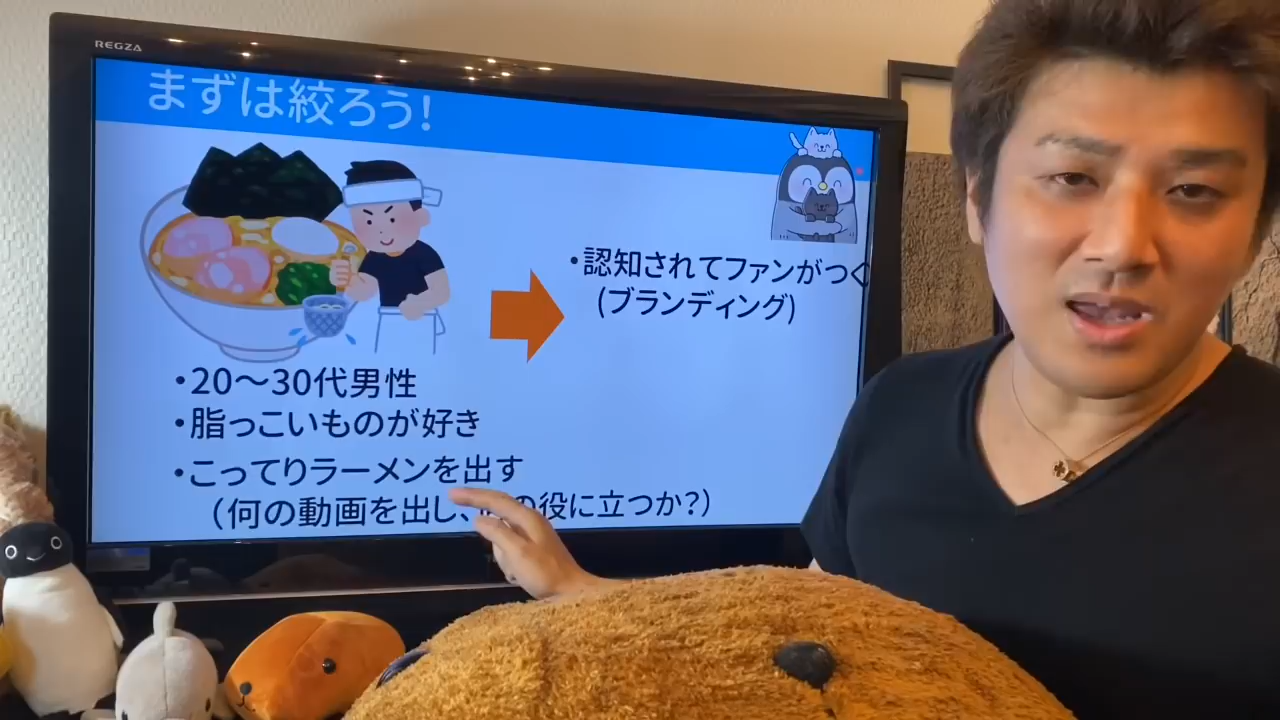 REGZA
まずは絞ろう!
・認知されてファンがつく
(ブランディング)
・20～30代男性
・脂っこいものが好き
・こってりラーメンを出す
(何の動画を出し、の役に立つか?)